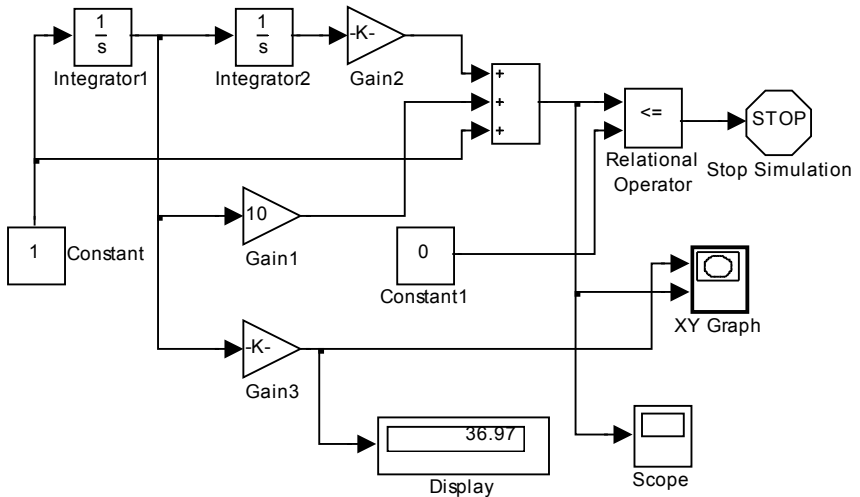 1
s
Integrator1
1
s
Integrator2
-K-
Gain2
+
+
+
<=
Relational
Operator
STOP
Stop Simulation
1
Constant
10
Gain1
0
Constant1
XY Graph
-K-
Gain3
36.97
Display
Scope